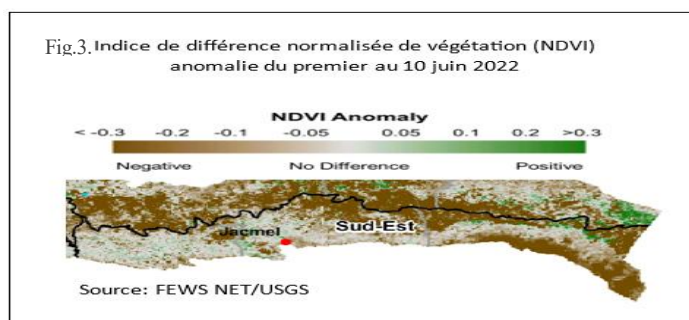 Fig.3. Indice de différence normalisée de végétation (NDVI)
anomalie du premier au 10 juin 2022
NDVI Anomaly
< -0.3 -0.2 -0.1 -0.05 0.05 0.1 0.2 >0.3
Negative No Difference Positive
Jacmel Sud-Est
Source: FEWS NET/USGS